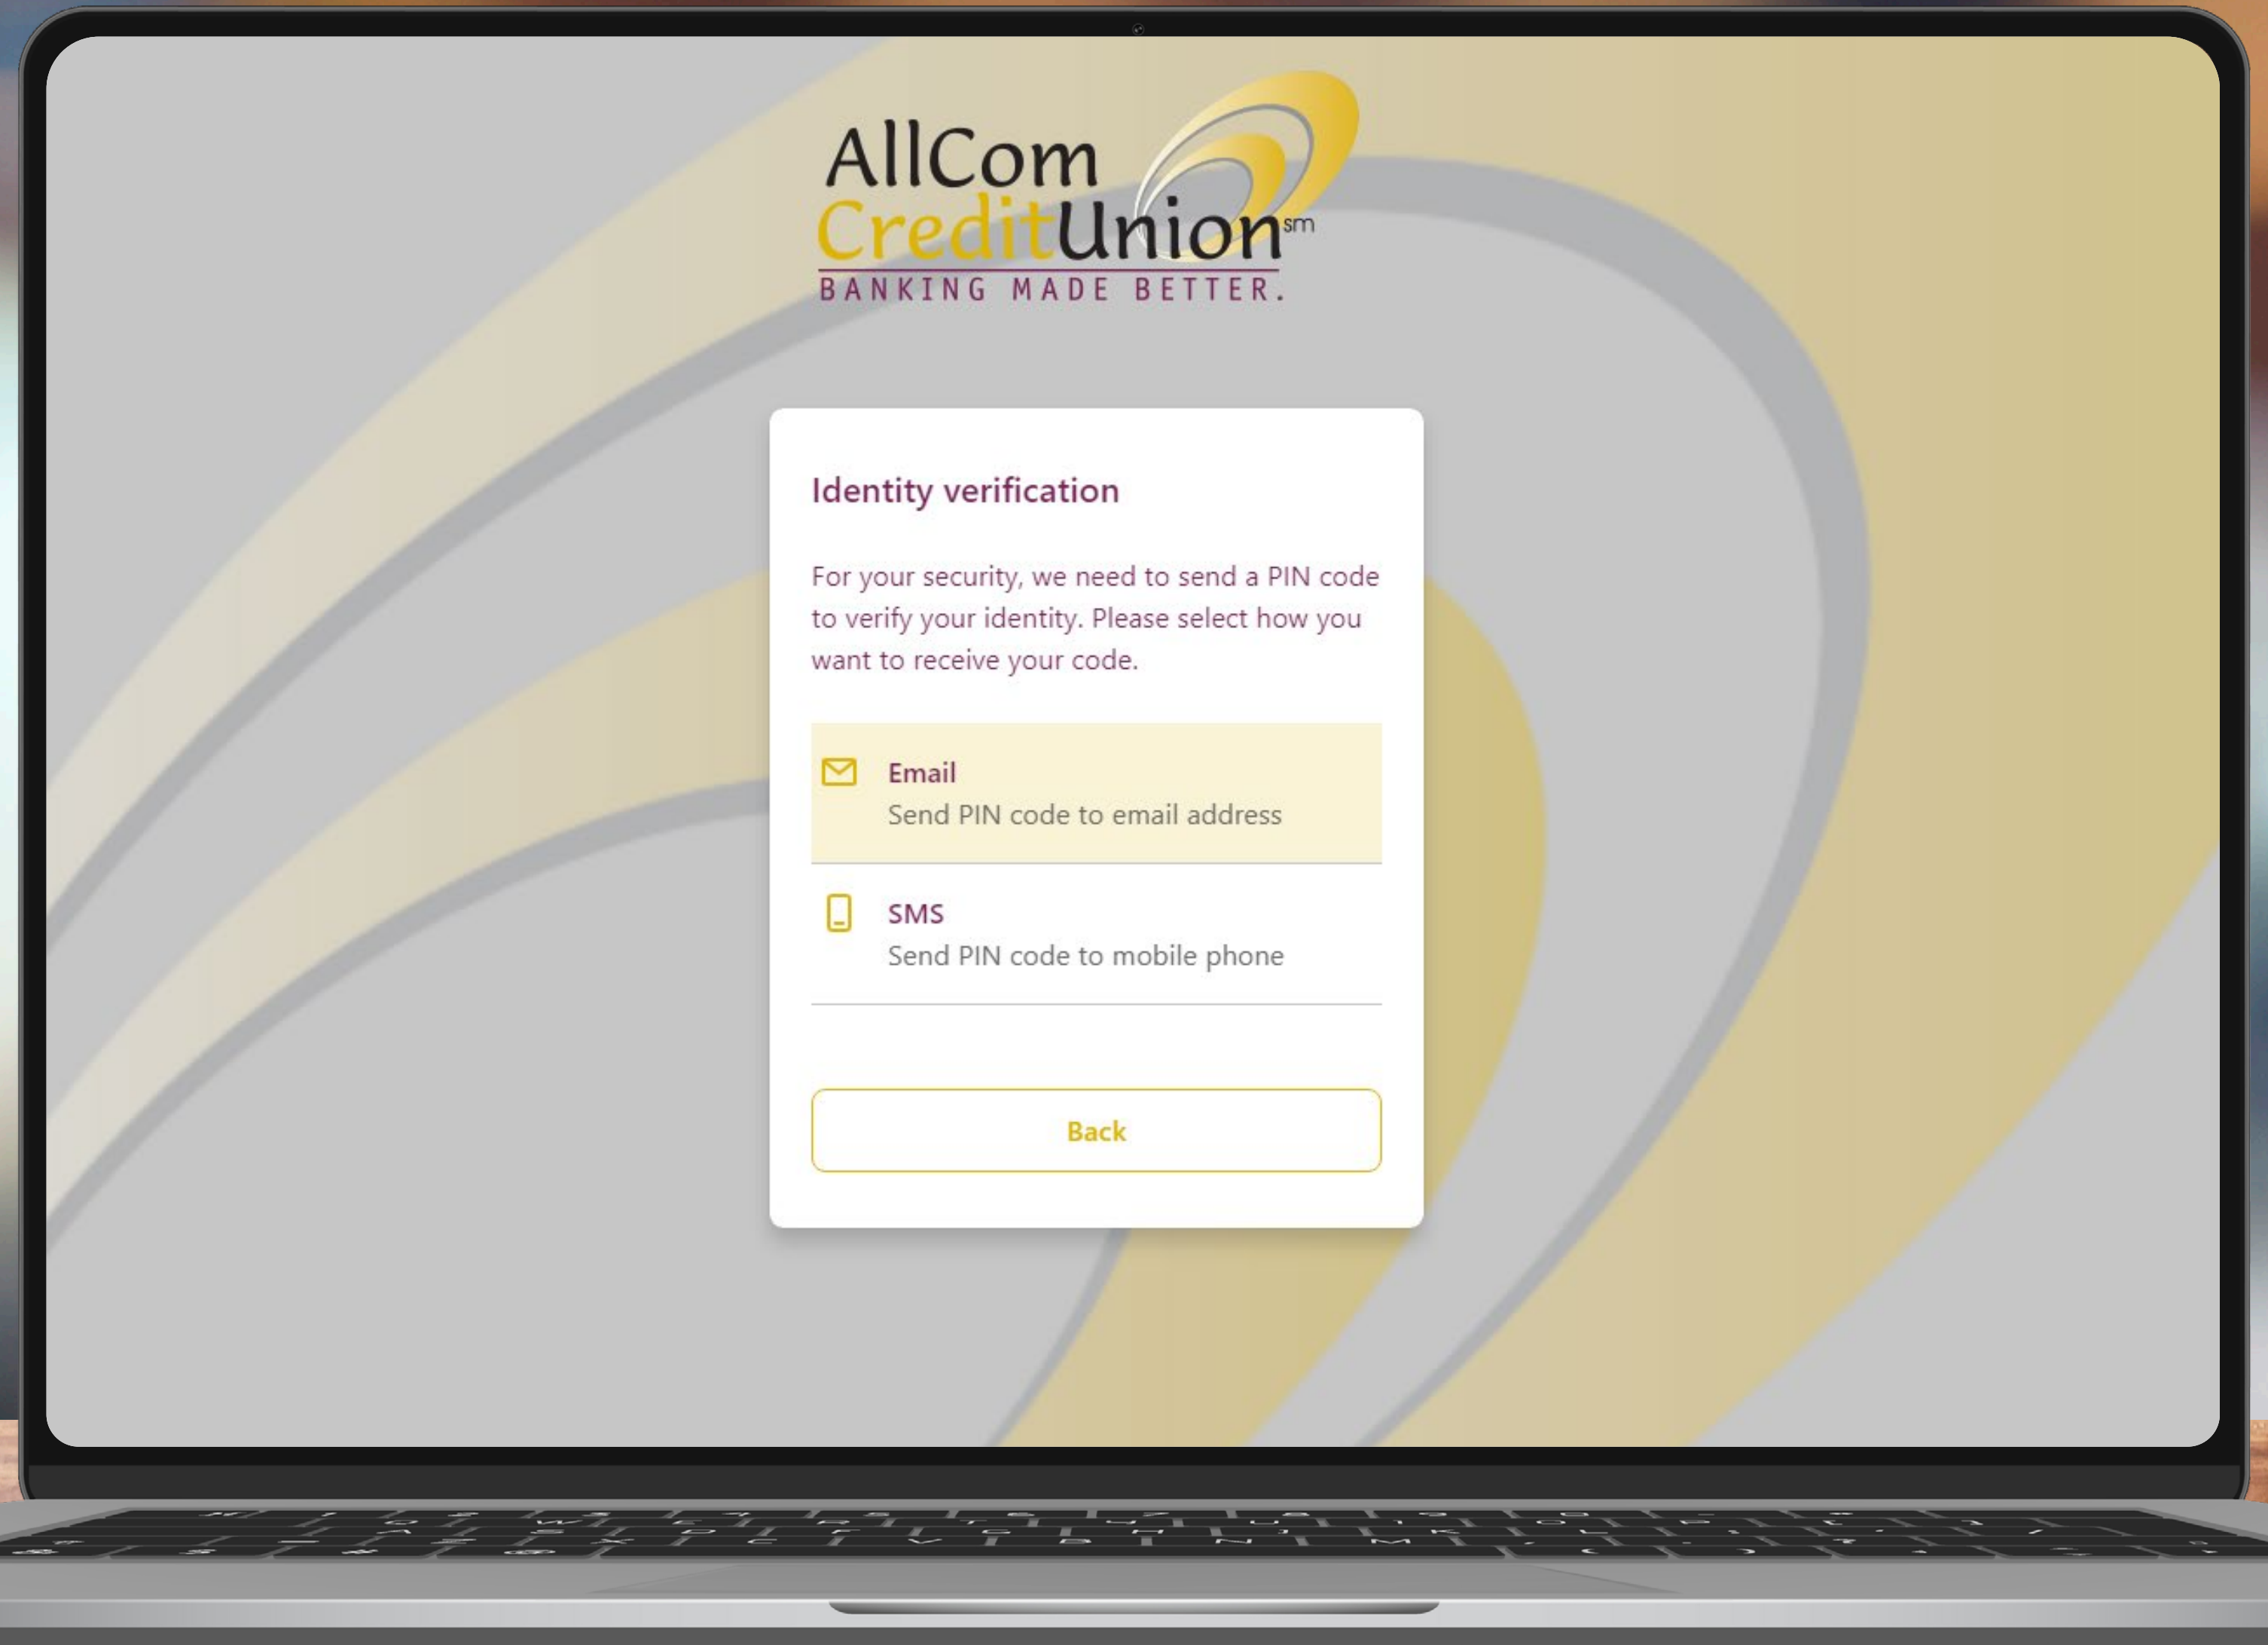 AllCom
CreditUnion℠
BANKING MADE BETTER.
Identity verification
For your security, we need to send a PIN code
to verify your identity. Please select how you
want to receive your code.
Email
Send PIN code to email address
SMS
Send PIN code to mobile phone
Back